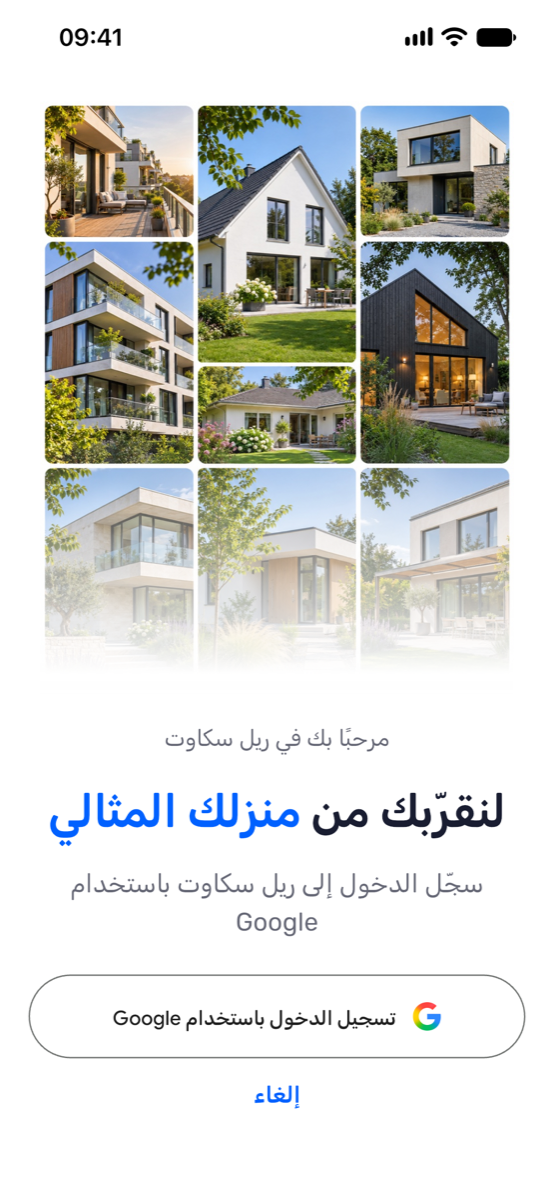 09:41
مرحبًا بك في ريل سكاوت
لنقرّبك من منزلك المثالي
سجّل الدخول إلى ريل سكاوت باستخدام
Google
تسجيل الدخول باستخدام Google
إلغاء